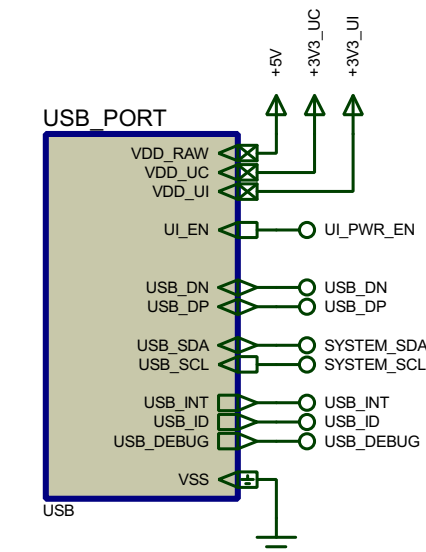 +5V
+3V3_UC
+3V3_UI
USB_PORT
VDD_RAW
VDD_UC
VDD_UI
UI_EN UI_PWR_EN
USB_DN USB_DN
USB_DP USB_DP
USB_SDA SYSTEM_SDA
USB_SCL SYSTEM_SCL
USB_INT USB_INT
USB_ID USB_ID
USB_DEBUG USB_DEBUG
VSS
USB